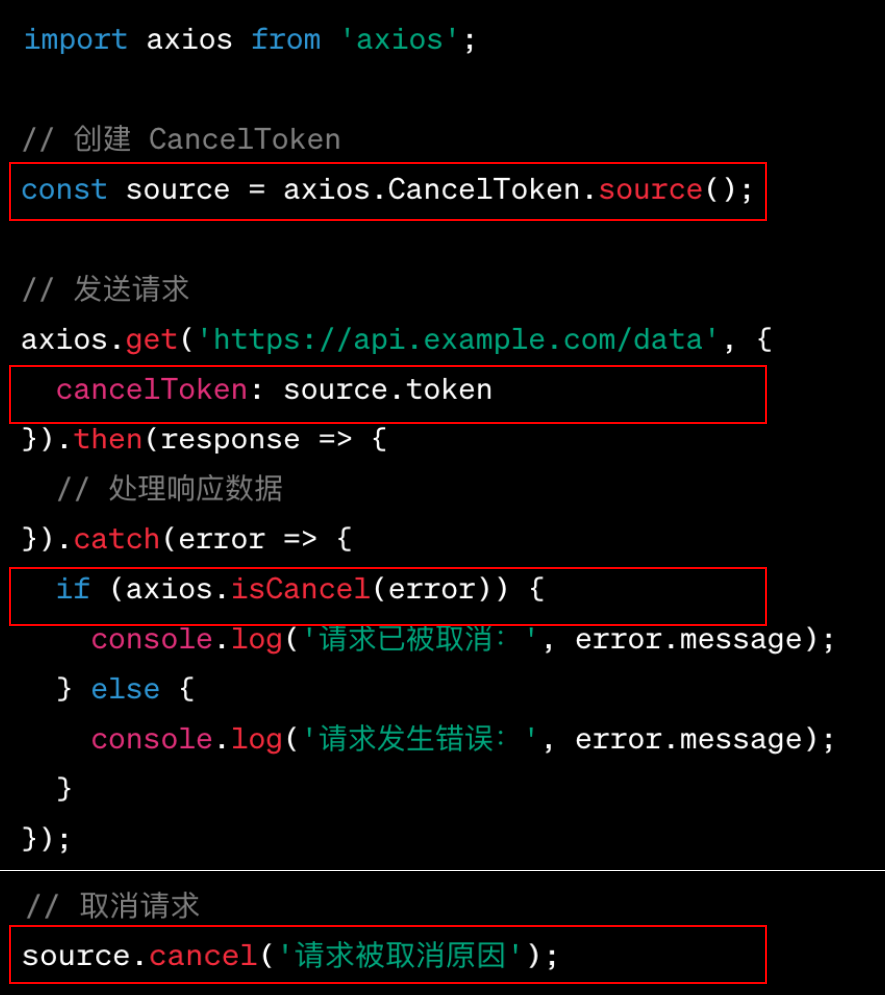 import axios from 'axios';
// 创建 CancelToken
const source = axios.CancelToken.source();
// 发送请求
axios.get('https://api.example.com/data', {
  cancelToken: source.token
}).then(response => {
  // 处理响应数据
}).catch(error => {
  if (axios.isCancel(error)) {
    console.log('请求已被取消：', error.message);
  } else {
    console.log('请求发生错误：', error.message);
  }
});
// 取消请求
source.cancel('请求被取消原因');